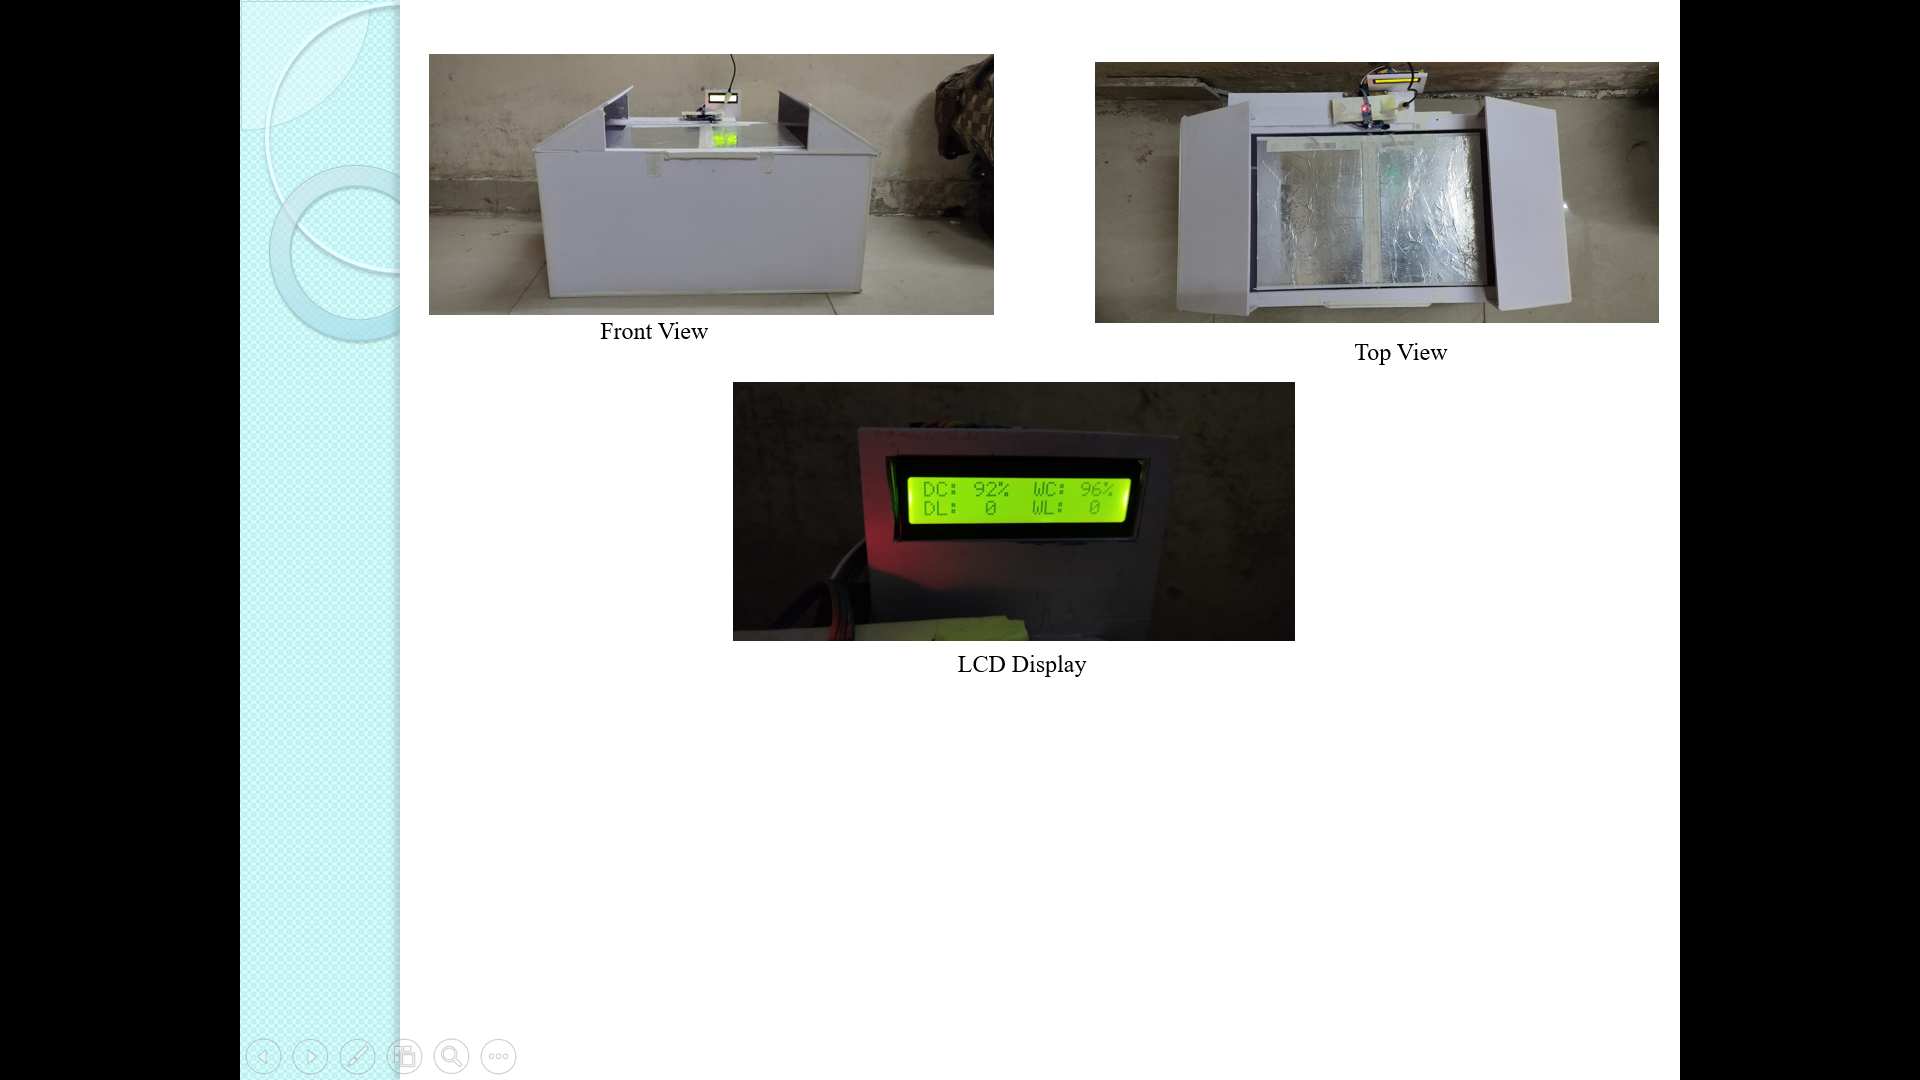 Front View
Top View
DC: 92% WC: 96%
DL: 0 WL: 0
LCD Display